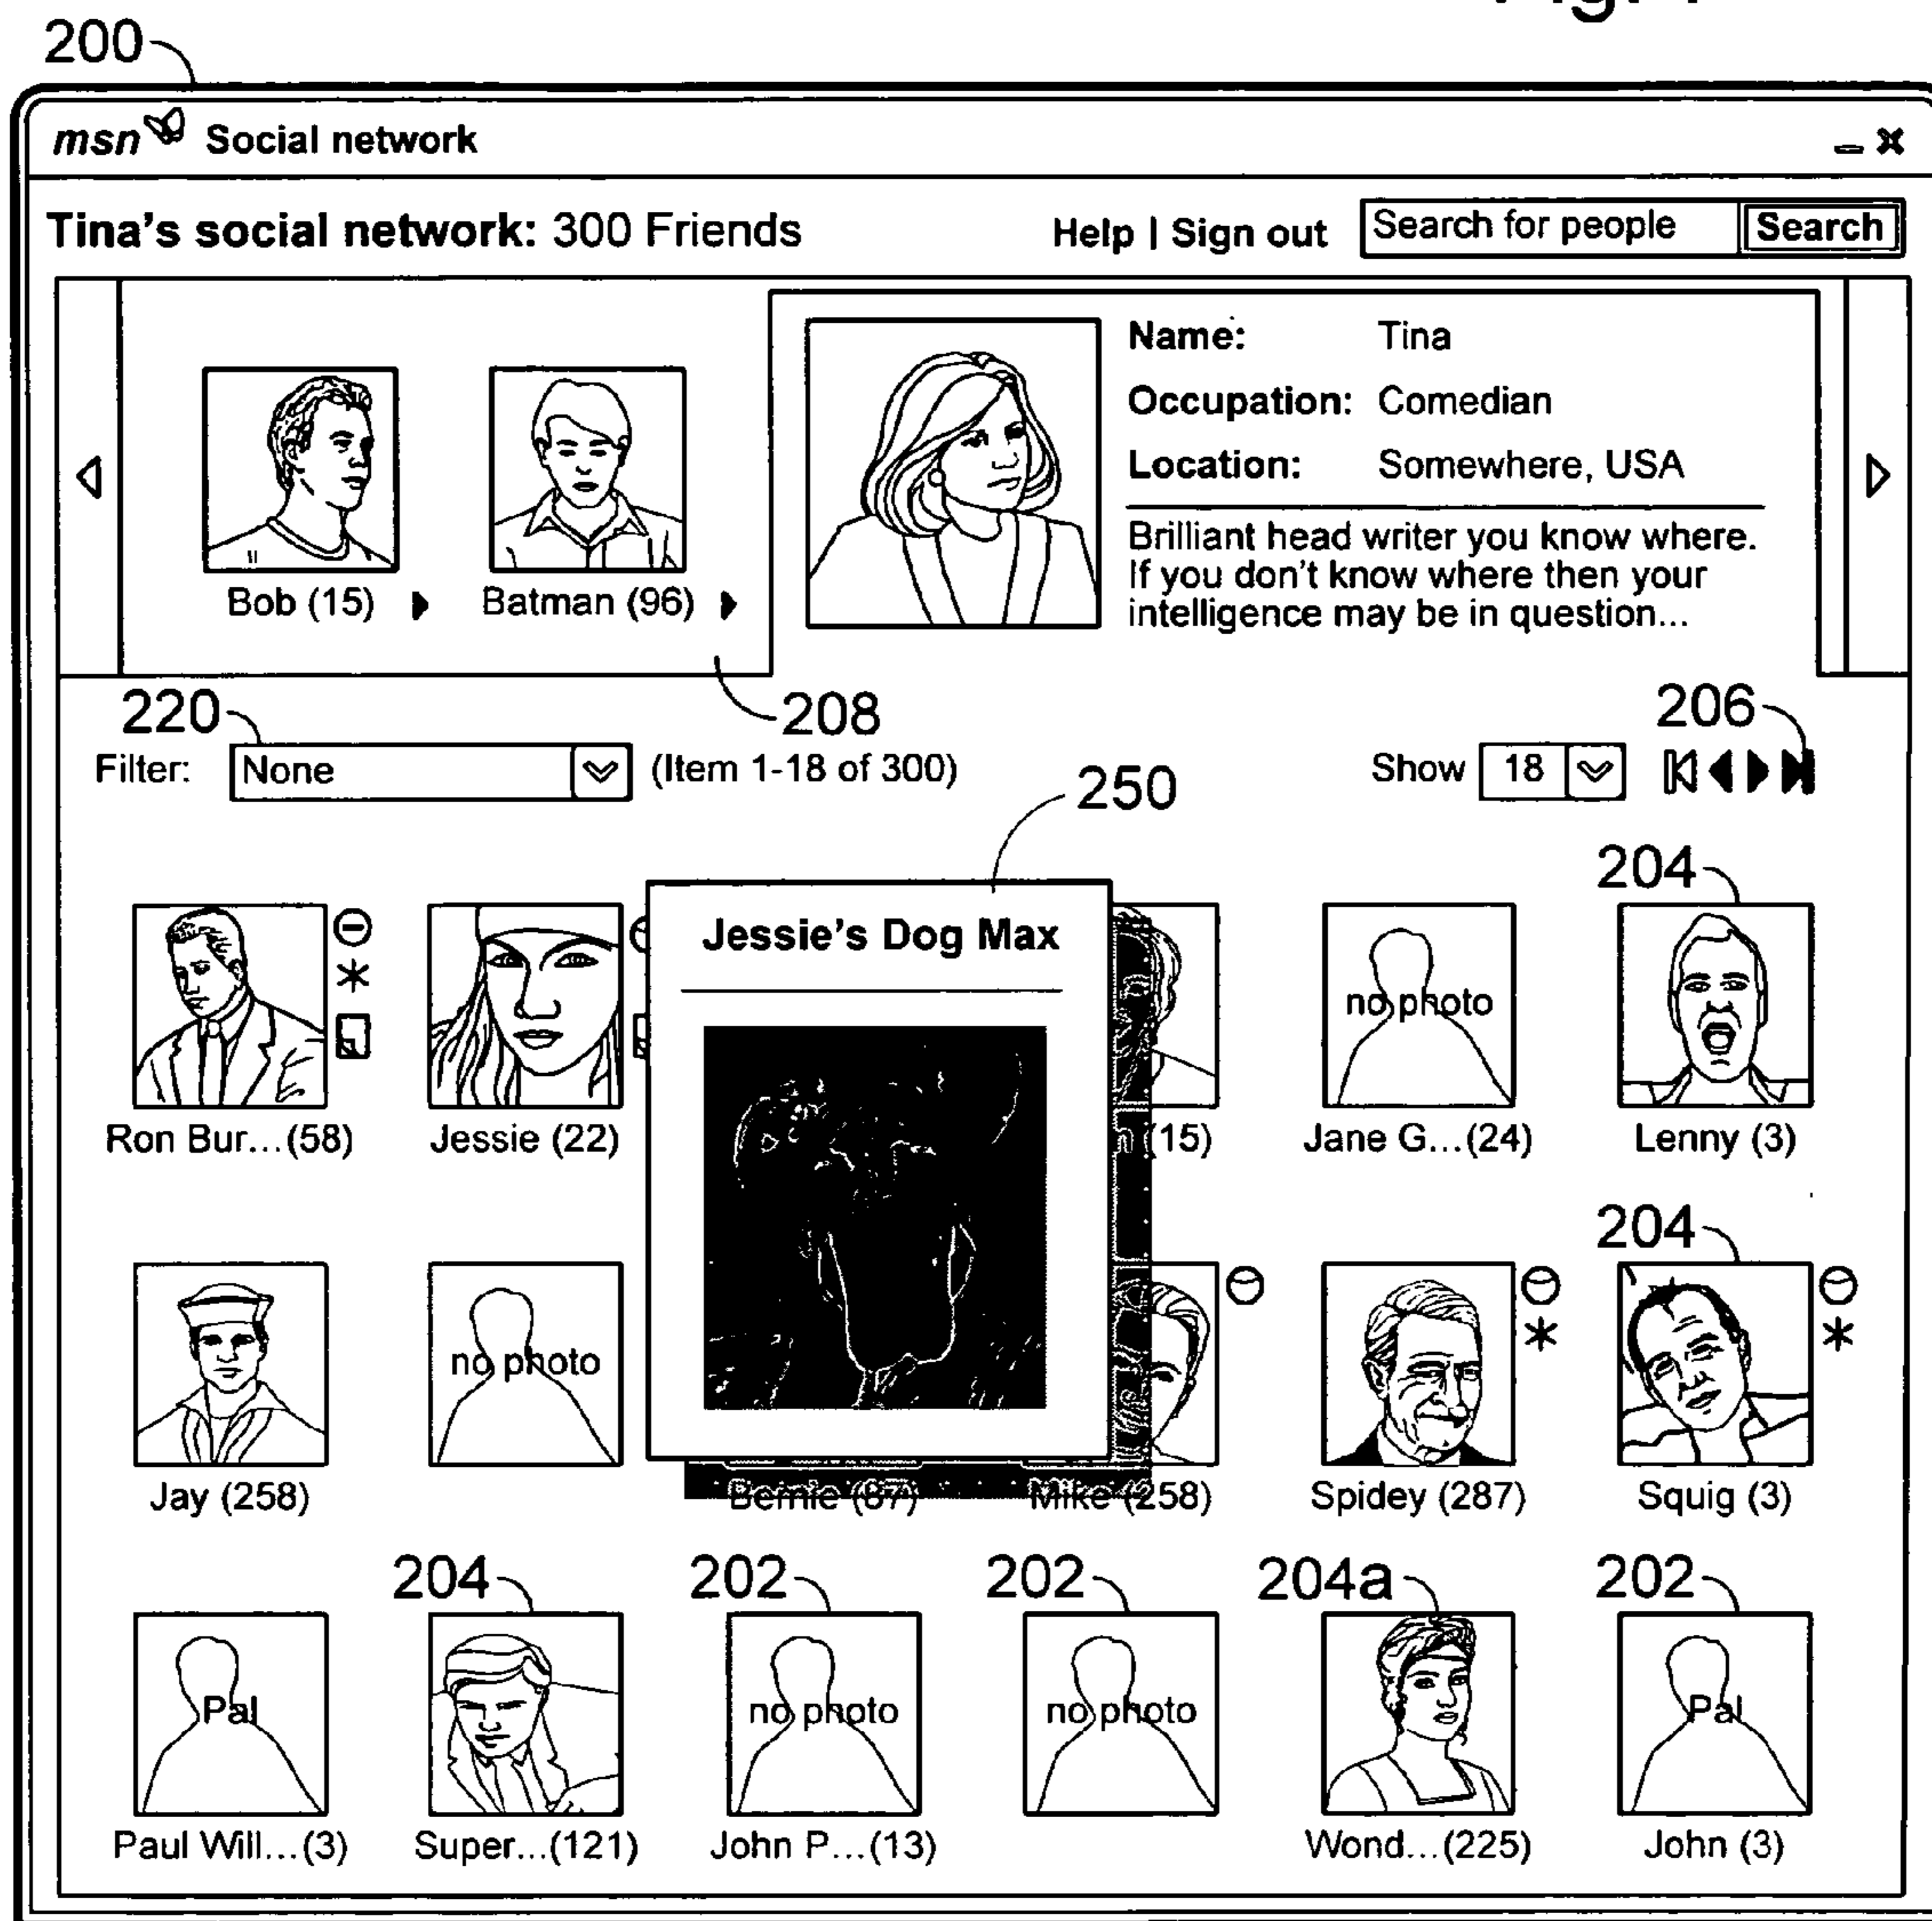 200
msn Social network
Tina's social network: 300 Friends Help | Sign out Search for people Search
Name: Tina
Occupation: Comedian
Location: Somewhere, USA
Brilliant head writer you know where.
If you don't know where then your
intelligence may be in question...
Bob (15) Batman (96)
220 208 206
Filter: None (Item 1-18 of 300) Show 18
250
204
Jessie's Dog Max
no photo
Ron Bur...(58) Jessie (22) (15) Jane G...(24) Lenny (3)
204
no photo
Jay (258) Bernie (87) Mike (258) Spidey (287) Squig (3)
204 202 202 204a 202
Pal no photo no photo Pal
Paul Will...(3) Super...(121) John P...(13) Wond...(225) John (3)